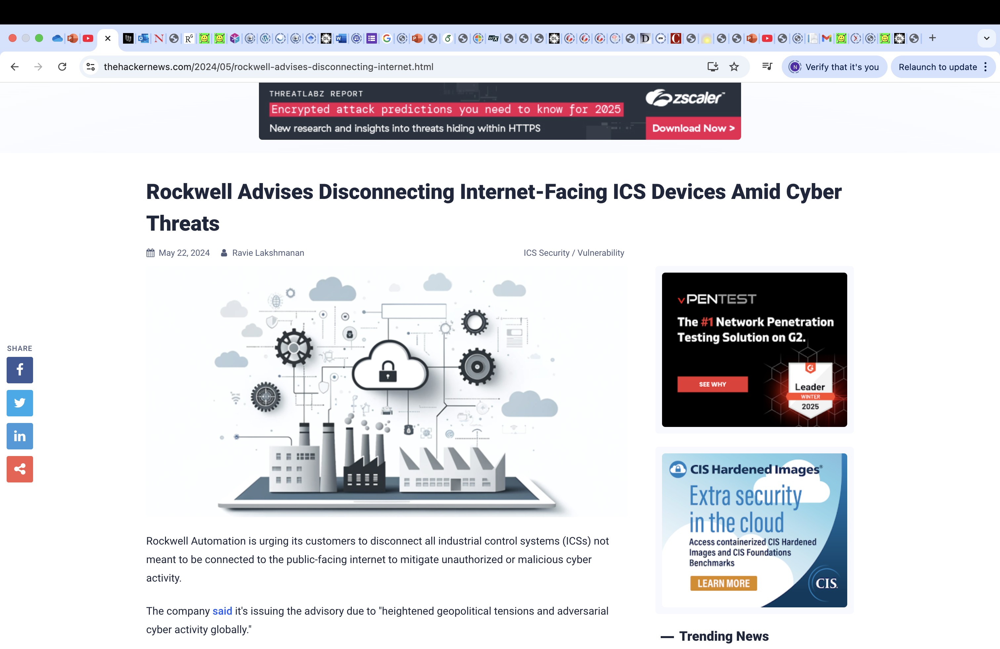 thehackernews.com/2024/05/rockwell-advises-disconnecting-internet.html
N
Verify that it's you
Relaunch to update
THREATLABZ REPORT
Encrypted attack predictions you need to know for 2025
New research and insights into threats hiding within HTTPS
zscaler™
Download Now >
Rockwell Advises Disconnecting Internet-Facing ICS Devices Amid Cyber
Threats
May 22, 2024
Ravie Lakshmanan
ICS Security / Vulnerability
SHARE
vPENTEST
The #1 Network Penetration
Testing Solution on G2.
SEE WHY
Leader
WINTER
2025
CIS Hardened Images®
Extra security
in the cloud
Access containerized CIS Hardened
Images and CIS Foundations
Benchmarks
LEARN MORE
CIS.
Rockwell Automation is urging its customers to disconnect all industrial control systems (ICSs) not
meant to be connected to the public-facing internet to mitigate unauthorized or malicious cyber
activity.
The company said it's issuing the advisory due to "heightened geopolitical tensions and adversarial
cyber activity globally."
Trending News